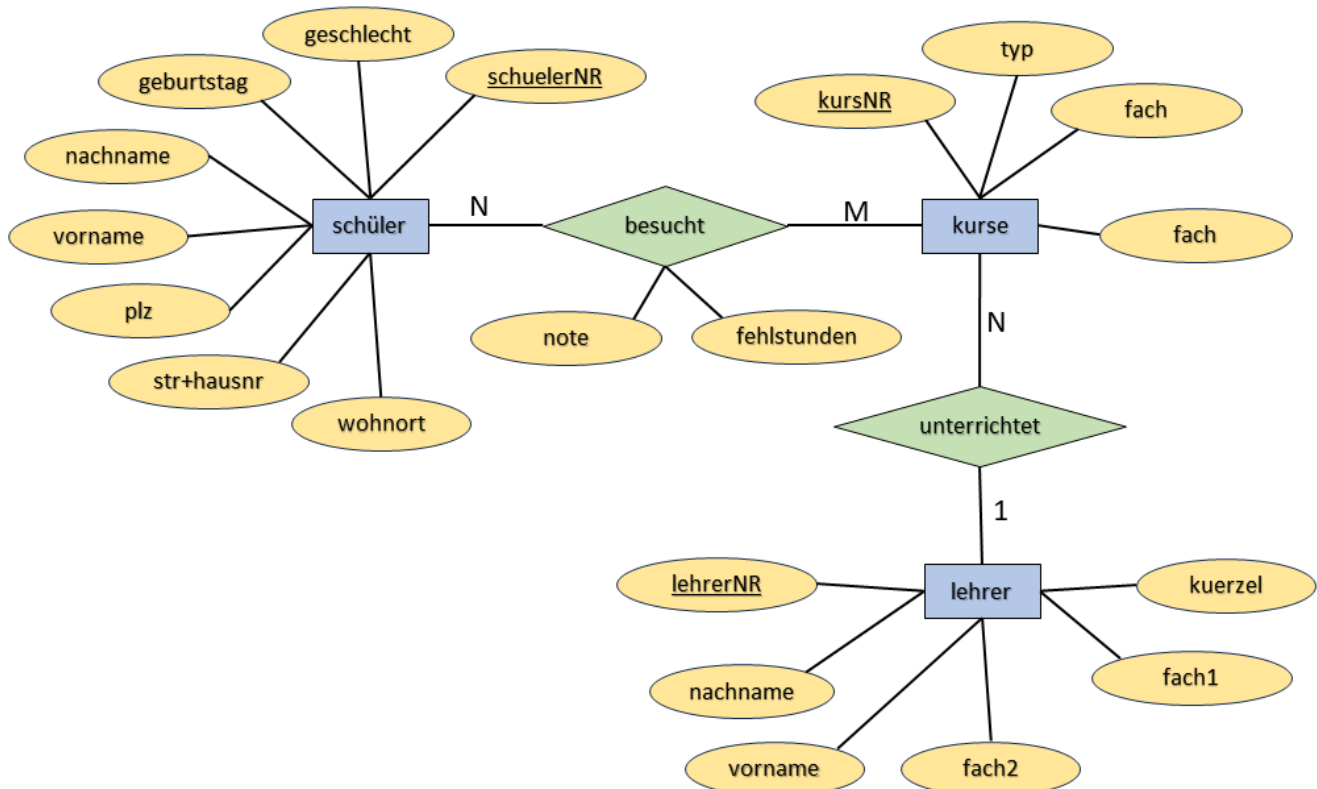 geschlecht
typ
geburtstag
schuelerNR
kursNR
fach
nachname
N
M
schüler
besucht
kurse
vorname
fach
plz
note
fehlstunden
N
str+hausnr
wohnort
unterrichtet
1
lehrerNR
lehrer
kuerzel
nachname
fach1
vorname
fach2